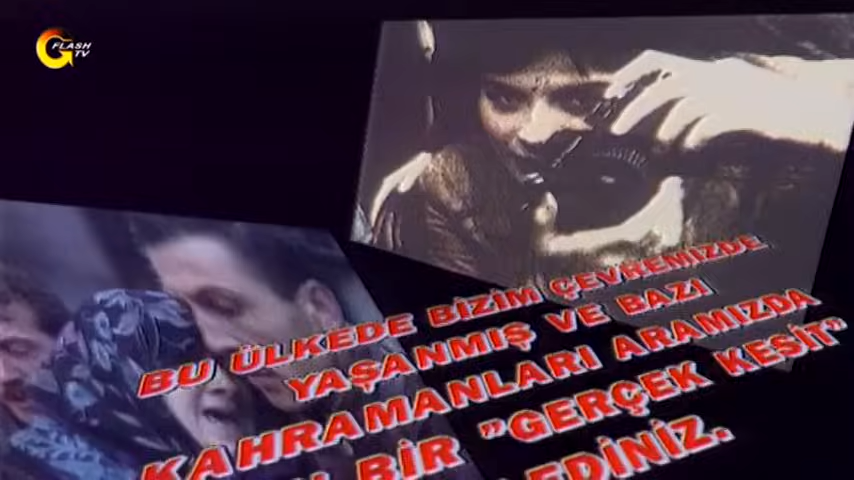 FLASH
TV
BU ÜLKEDE BİZİM ÇEVREMİZDE
YAŞANMIŞ VE BAZI
KAHRAMANLARI ARAMIZDA
BİR "GERÇEK KESİT"
EDİNİZ.